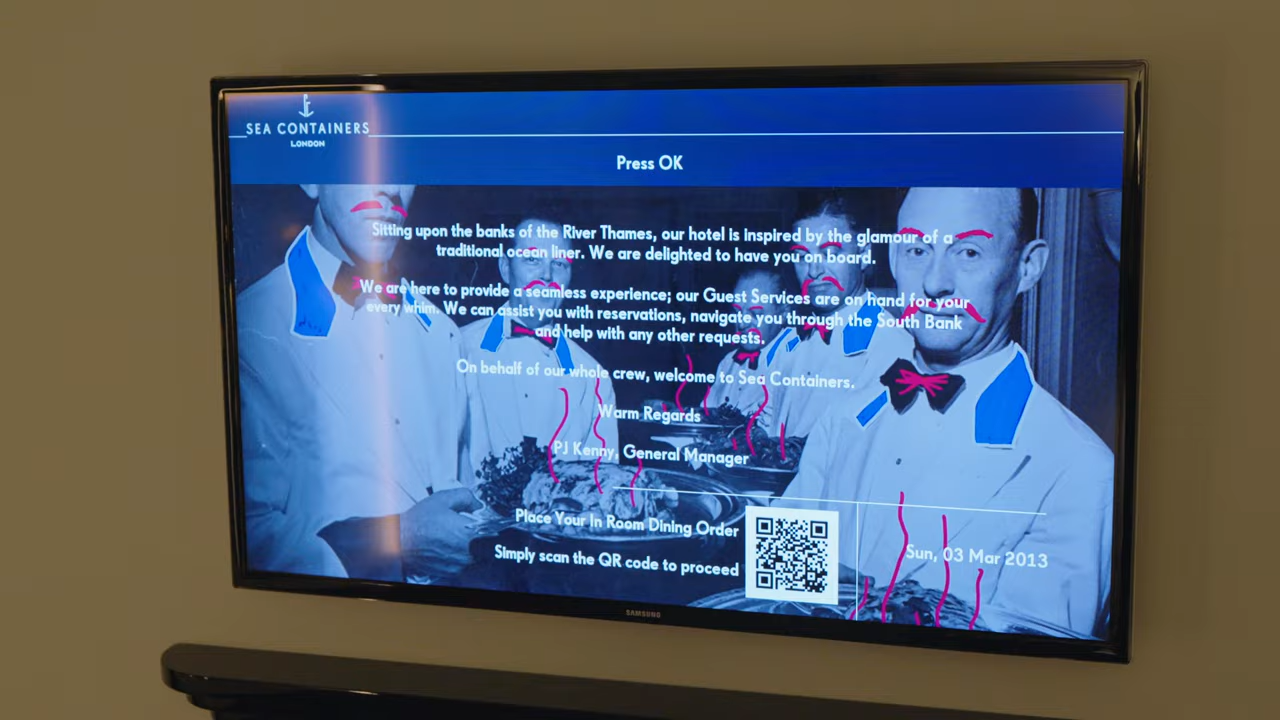 SEA CONTAINERS
LONDON
Press OK
Sitting upon the banks of the River Thames, our hotel is inspired by the glamour of a
traditional ocean liner. We are delighted to have you on board.
We are here to provide a seamless experience; our Guest Services are on hand for your
every whim. We can assist you with reservations, navigate you through the South Bank
and help with any other requests.
On behalf of our whole crew, welcome to Sea Containers.
Warm Regards
PJ Kenny, General Manager
Place Your In Room Dining Order
Simply scan the QR code to proceed
Sun, 03 Mar 2013
SAMSUNG